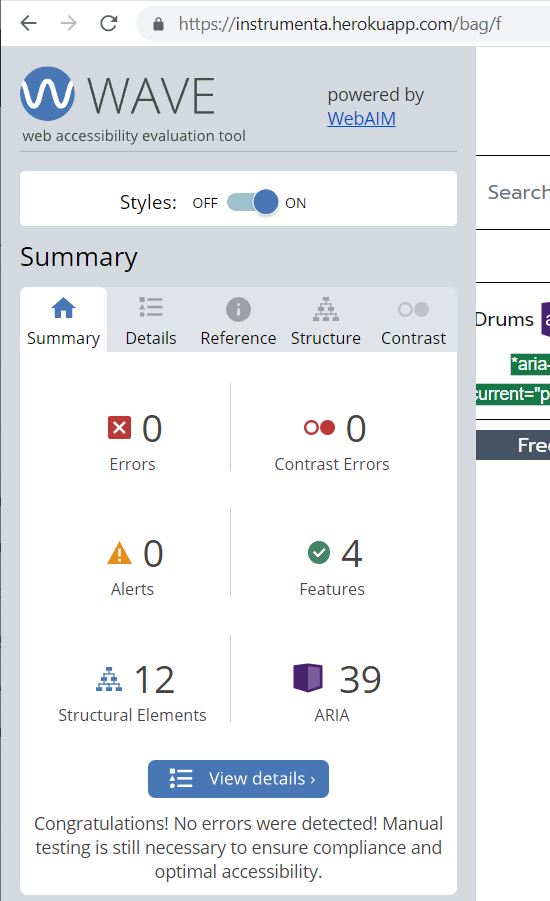 https://instrumenta.herokuapp.com/bag/f
WAVE
web accessibility evaluation tool
powered by
WebAIM
Styles: OFF ON
Summary
Summary Details Reference Structure Contrast
0
Errors
0
Contrast Errors
0
Alerts
4
Features
12
Structural Elements
39
ARIA
View details ›
Congratulations! No errors were detected! Manual
testing is still necessary to ensure compliance and
optimal accessibility.
Search
Drums
*aria-
current="p
Free